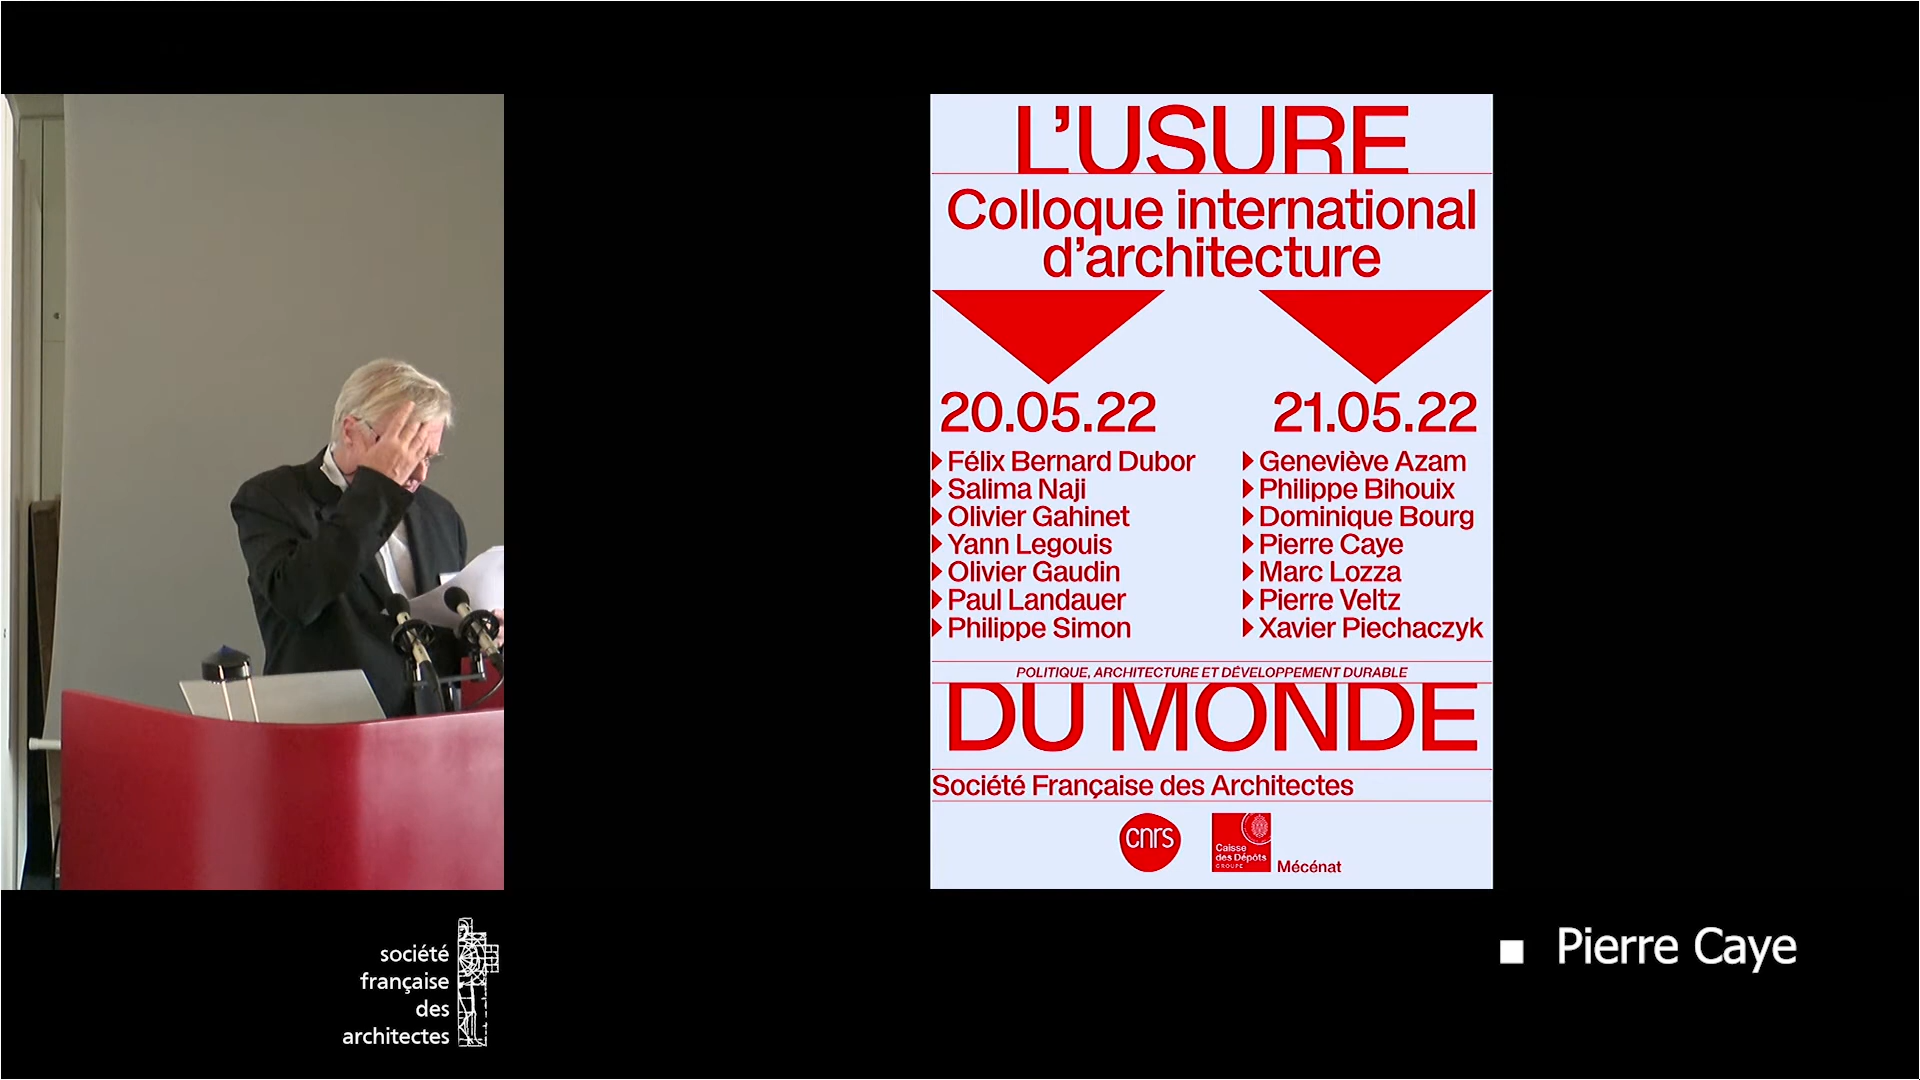 L'USURE
Colloque international
d'architecture
20.05.22
Félix Bernard Dubor
Salima Naji
Olivier Gahinet
Yann Legouis
Olivier Gaudin
Paul Landauer
Philippe Simon
21.05.22
Geneviève Azam
Philippe Bihouix
Dominique Bourg
Pierre Caye
Marc Lozza
Pierre Veltz
Xavier Piechaczyk
POLITIQUE, ARCHITECTURE ET DÉVELOPPEMENT DURABLE
DU MONDE
Société Française des Architectes
cnrs
Caisse
des Dépôts
GROUPE
Mécénat
société
française
des
architectes
Pierre Caye